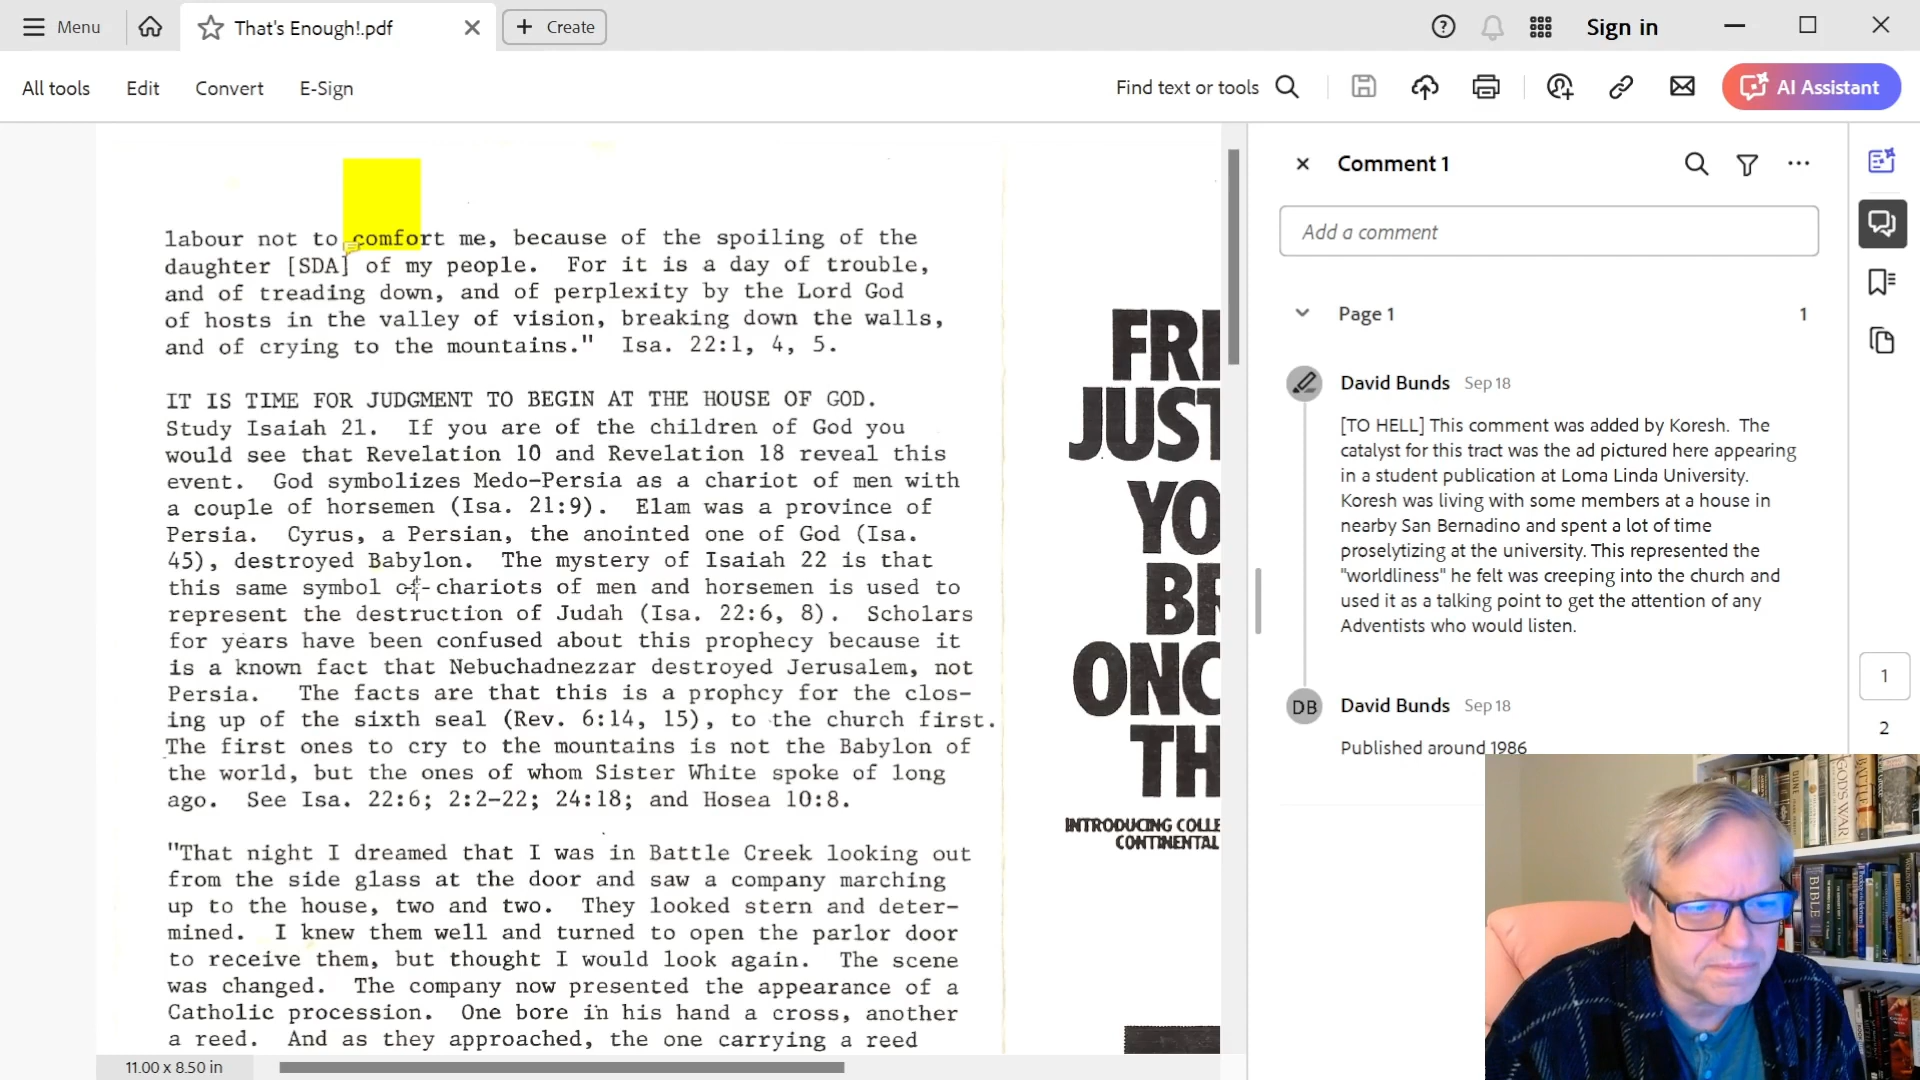 Menu
That's Enough!.pdf
Create
Sign in
All tools
Edit
Convert
E-Sign
Find text or tools
AI Assistant
labour not to comfort me, because of the spoiling of the
daughter [SDA] of my people. For it is a day of trouble,
and of treading down, and of perplexity by the Lord God
of hosts in the valley of vision, breaking down the walls,
and of crying to the mountains." Isa. 22:1, 4, 5.
IT IS TIME FOR JUDGMENT TO BEGIN AT THE HOUSE OF GOD.
Study Isaiah 21. If you are of the children of God you
would see that Revelation 10 and Revelation 18 reveal this
event. God symbolizes Medo-Persia as a chariot of men with
a couple of horsemen (Isa. 21:9). Elam was a province of
Persia. Cyrus, a Persian, the anointed one of God (Isa.
45), destroyed Babylon. The mystery of Isaiah 22 is that
this same symbol of chariots of men and horsemen is used to
represent the destruction of Judah (Isa. 22:6, 8). Scholars
for years have been confused about this prophecy because it
is a known fact that Nebuchadnezzar destroyed Jerusalem, not
Persia. The facts are that this is a prophcy for the clos-
ing up of the sixth seal (Rev. 6:14, 15), to the church first.
The first ones to cry to the mountains is not the Babylon of
the world, but the ones of whom Sister White spoke of long
ago. See Isa. 22:6; 2:2-22; 24:18; and Hosea 10:8.
"That night I dreamed that I was in Battle Creek looking out
from the side glass at the door and saw a company marching
up to the house, two and two. They looked stern and deter-
mined. I knew them well and turned to open the parlor door
to receive them, but thought I would look again. The scene
was changed. The company now presented the appearance of a
Catholic procession. One bore in his hand a cross, another
a reed. And as they approached, the one carrying a reed
11.00 x 8.50 in
FRI
JUST
YO
BR
ONC
TH
INTRODUCING COLLE
CONTINENTAL
Comment 1
Add a comment
Page 1
1
David Bunds Sep 18
[TO HELL] This comment was added by Koresh. The
catalyst for this tract was the ad pictured here appearing
in a student publication at Loma Linda University.
Koresh was living with some members at a house in
nearby San Bernadino and spent a lot of time
proselytizing at the university. This represented the
"worldliness" he felt was creeping into the church and
used it as a talking point to get the attention of any
Adventists who would listen.
DB
David Bunds Sep 18
Published around 1986
1
2
DUNE
GOD'S WAR
BATTLE
BIBLE